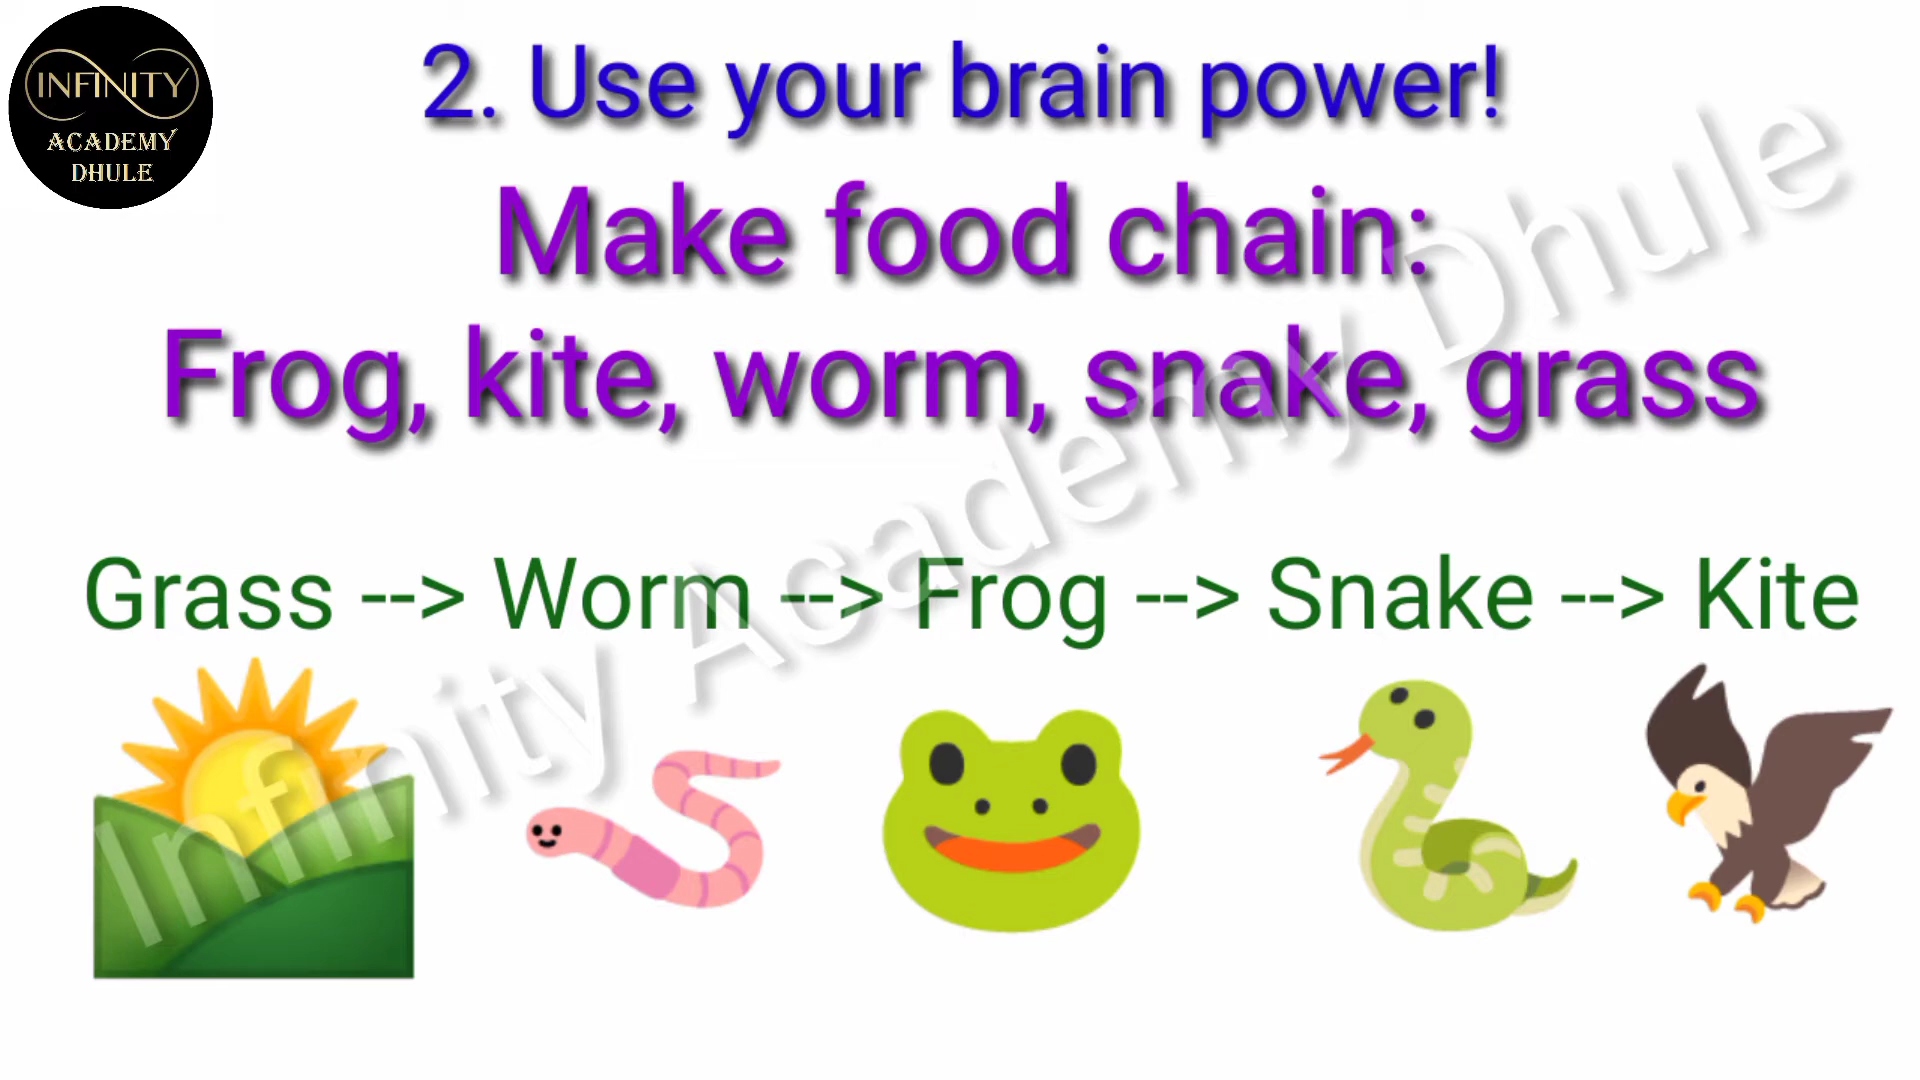 INFINITY
ACADEMY
DHULE
2. Use your brain power!
Make food chain:
Frog, kite, worm, snake, grass
Grass --> Worm --> Frog --> Snake --> Kite
Infinity Academy Dhule